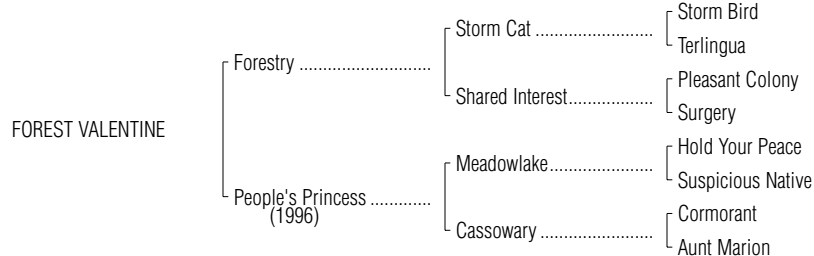 Storm Bird
Storm Cat ..........................
Terlingua
Forestry .............................
Pleasant Colony
Shared Interest...................
Surgery
FOREST VALENTINE
Hold Your Peace
Meadowlake.......................
Suspicious Native
People's Princess .............
(1996)
Cormorant
Cassowary .........................
Aunt Marion